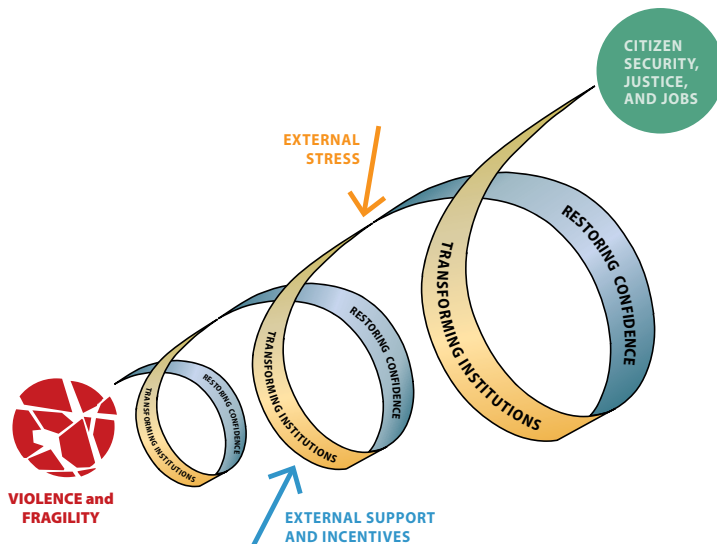 CITIZEN
SECURITY,
JUSTICE,
AND JOBS
EXTERNAL
STRESS
RESTORING CONFIDENCE
TRANSFORMING INSTITUTIONS
RESTORING CONFIDENCE
TRANSFORMING INSTITUTIONS
RESTORING CONFIDENCE
TRANSFORMING INSTITUTIONS
VIOLENCE and
FRAGILITY
EXTERNAL SUPPORT
AND INCENTIVES